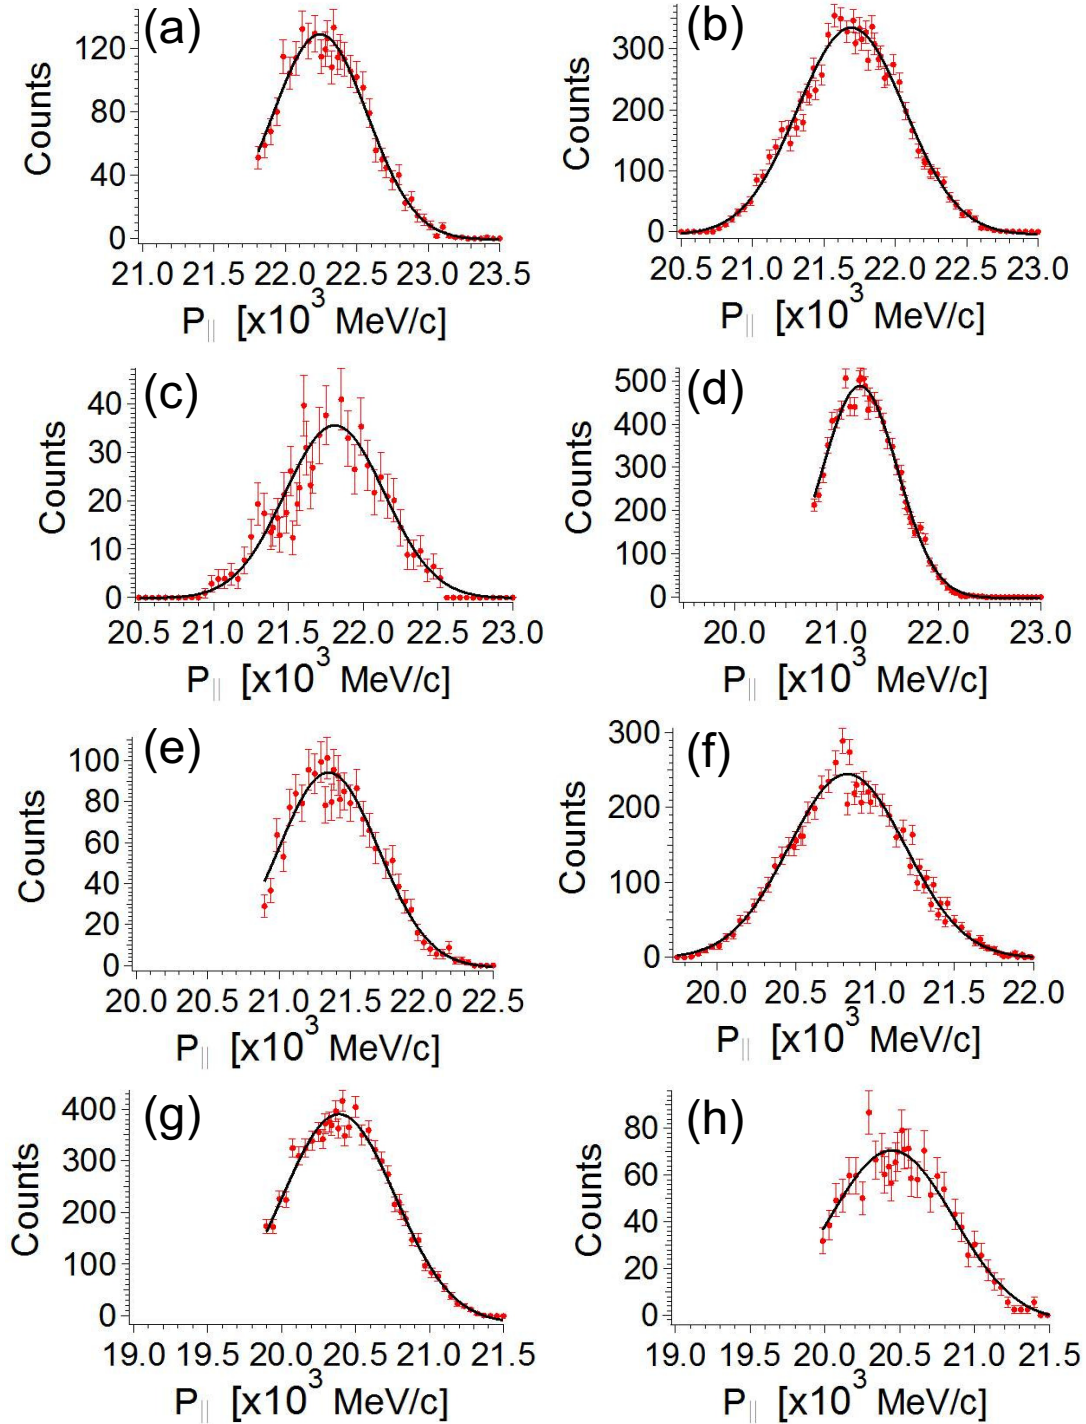 (a)
120
80
40
0
Counts
21.0 21.5 22.0 22.5 23.0 23.5
P|| [x10³ MeV/c]
(b)
300
200
100
0
Counts
20.5 21.0 21.5 22.0 22.5 23.0
P|| [x10³ MeV/c]
(c)
40
30
20
10
0
Counts
20.5 21.0 21.5 22.0 22.5 23.0
P|| [x10³ MeV/c]
(d)
500
400
300
200
100
0
Counts
20.0 21.0 22.0 23.0
P|| [x10³ MeV/c]
(e)
100
80
60
40
20
0
Counts
20.0 20.5 21.0 21.5 22.0 22.5
P|| [x10³ MeV/c]
(f)
300
200
100
0
Counts
20.0 20.5 21.0 21.5 22.0
P|| [x10³ MeV/c]
(g)
400
300
200
100
0
Counts
19.0 19.5 20.0 20.5 21.0 21.5
P|| [x10³ MeV/c]
(h)
80
60
40
20
0
Counts
19.0 19.5 20.0 20.5 21.0 21.5
P|| [x10³ MeV/c]